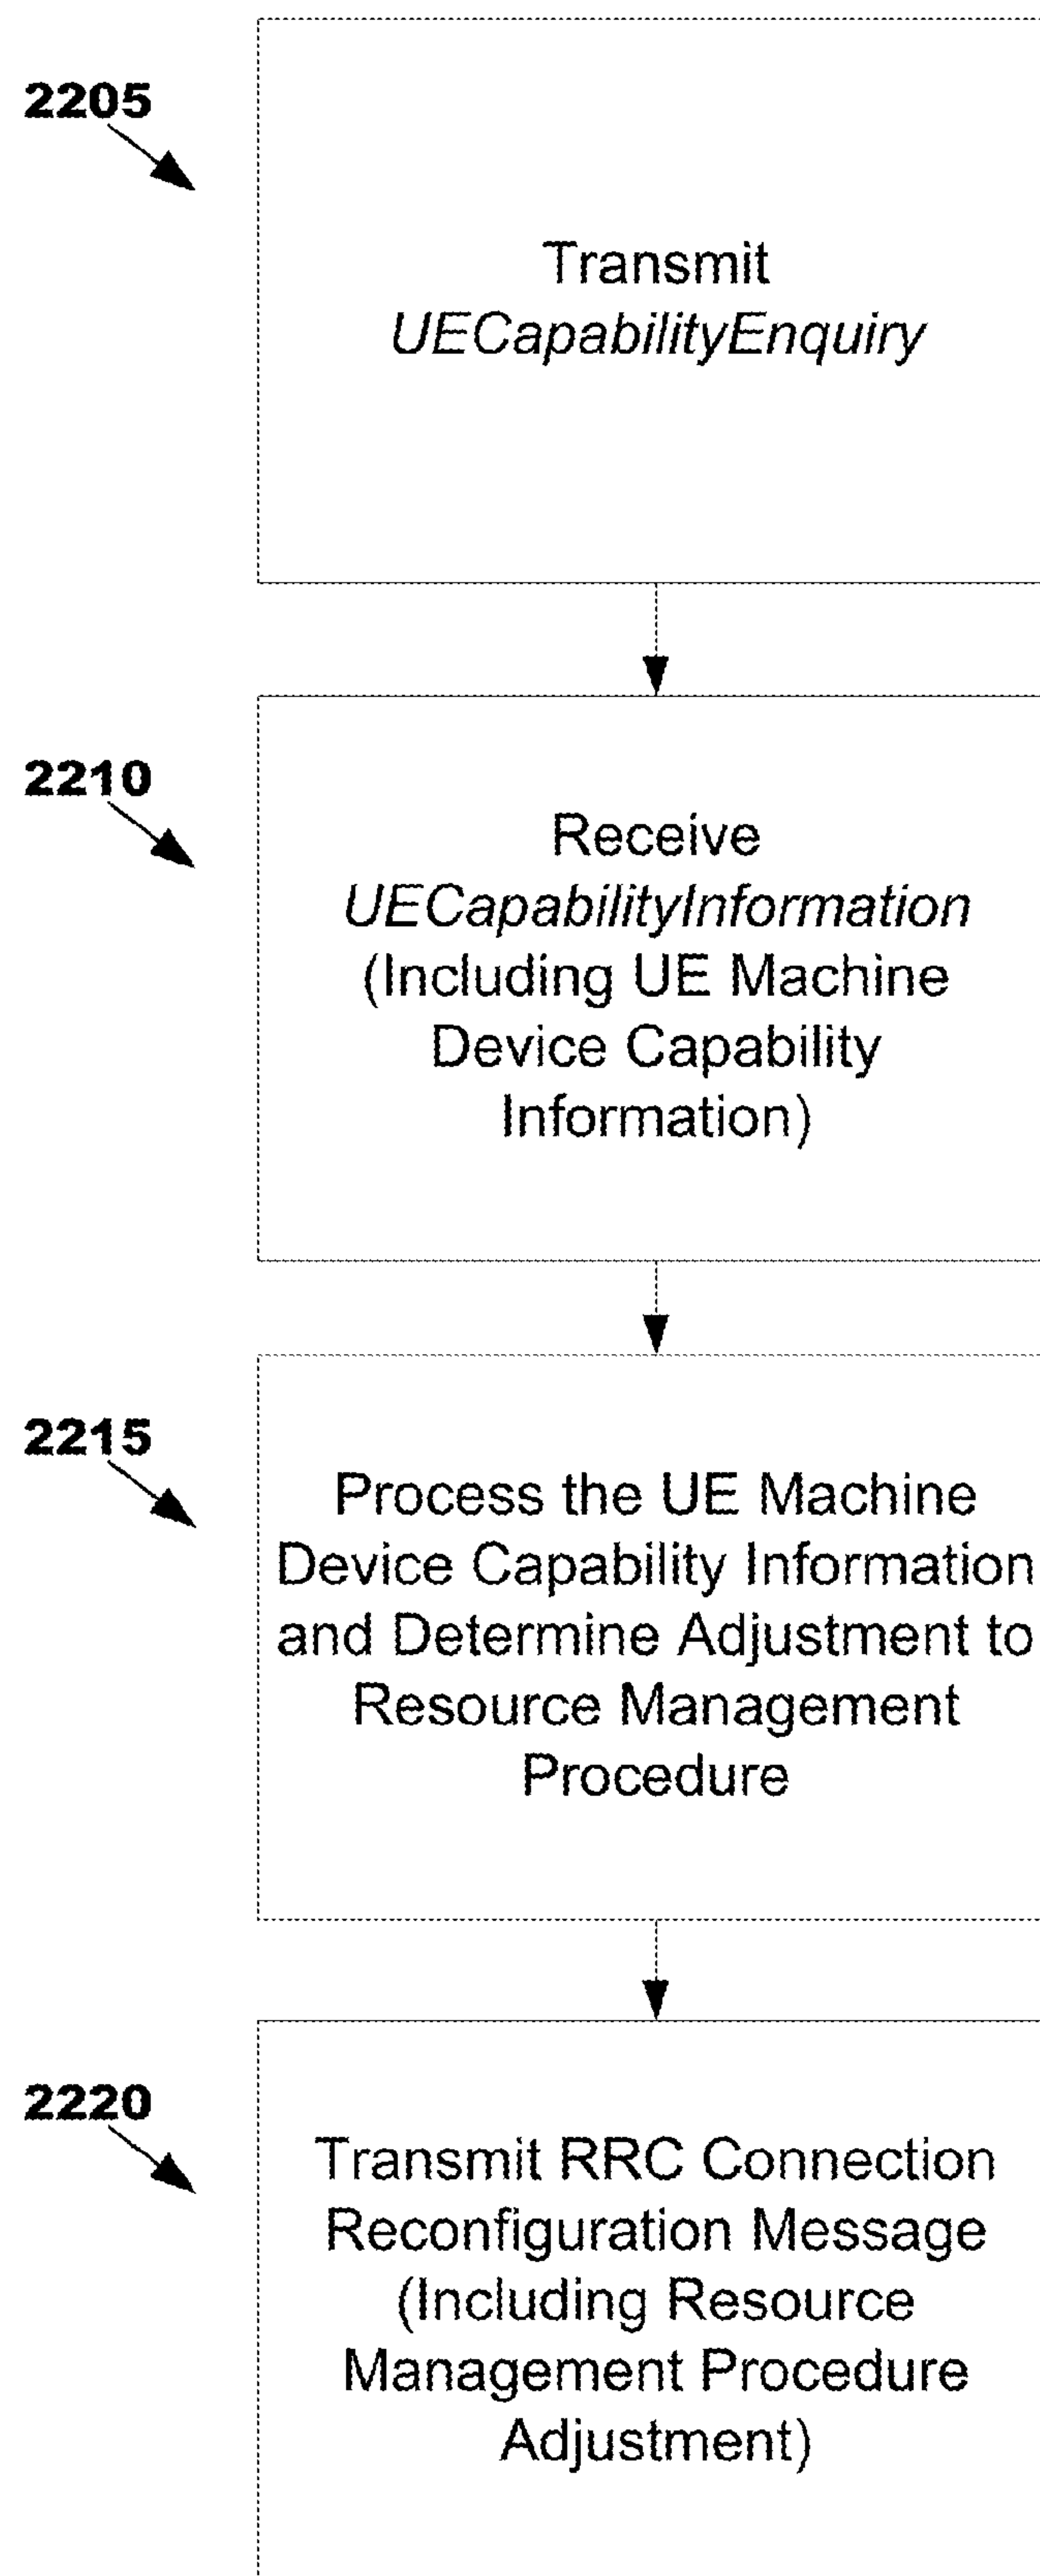 2205
Transmit
UECapabilityEnquiry
2210
Receive
UECapabilityInformation
(Including UE Machine
Device Capability
Information)
2215
Process the UE Machine
Device Capability Information
and Determine Adjustment to
Resource Management
Procedure
2220
Transmit RRC Connection
Reconfiguration Message
(Including Resource
Management Procedure
Adjustment)